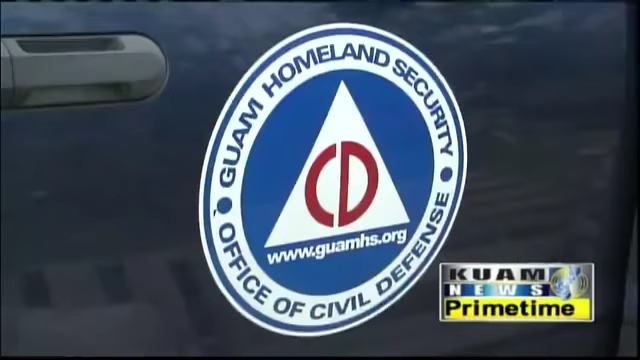 GUAM HOMELAND SECURITY
CD
www.guamhs.org
OFFICE OF CIVIL DEFENSE
KUAM
NEWS
Primetime